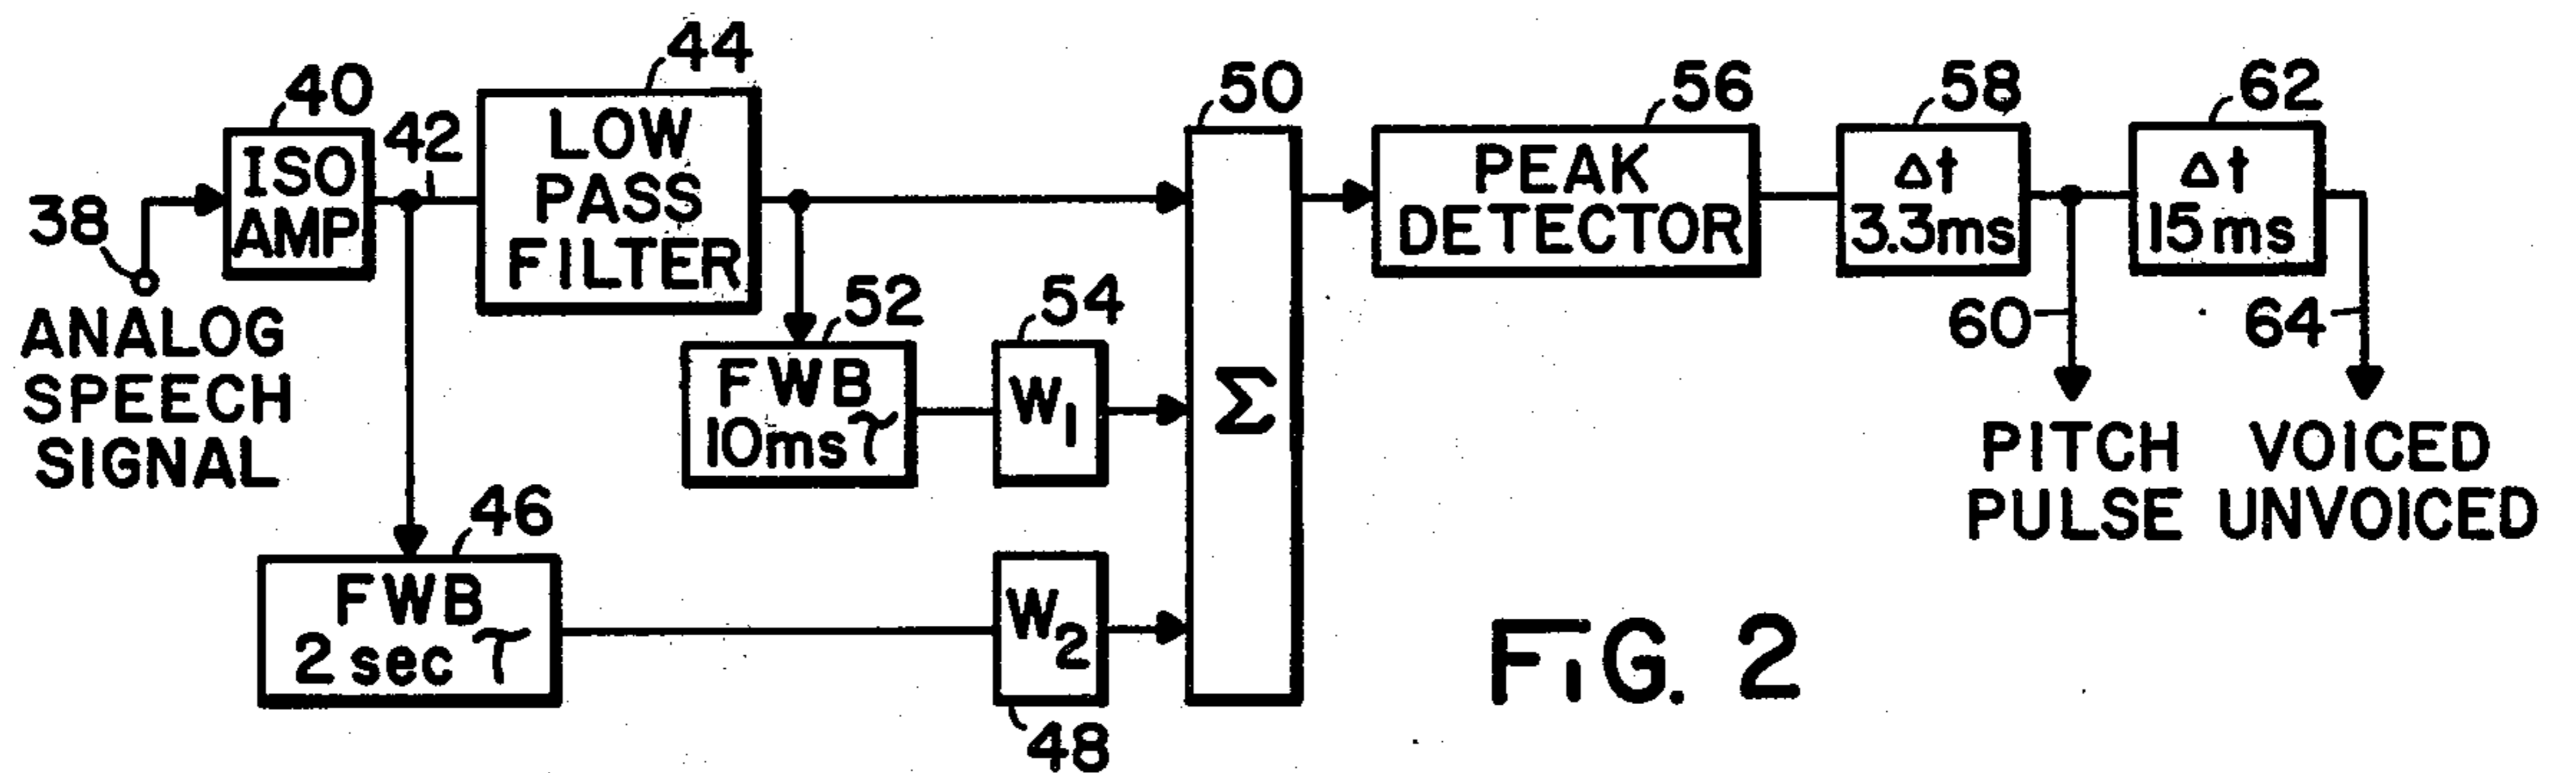 38
ANALOG
SPEECH
SIGNAL
40
ISO
AMP
42
44
LOW
PASS
FILTER
46
FWB
2 sec τ
52
FWB
10ms τ
54
W1
W2
48
50
Σ
56
PEAK
DETECTOR
58
Δt
3.3ms
60
PITCH
PULSE
62
Δt
15ms
64
VOICED
UNVOICED
FIG. 2